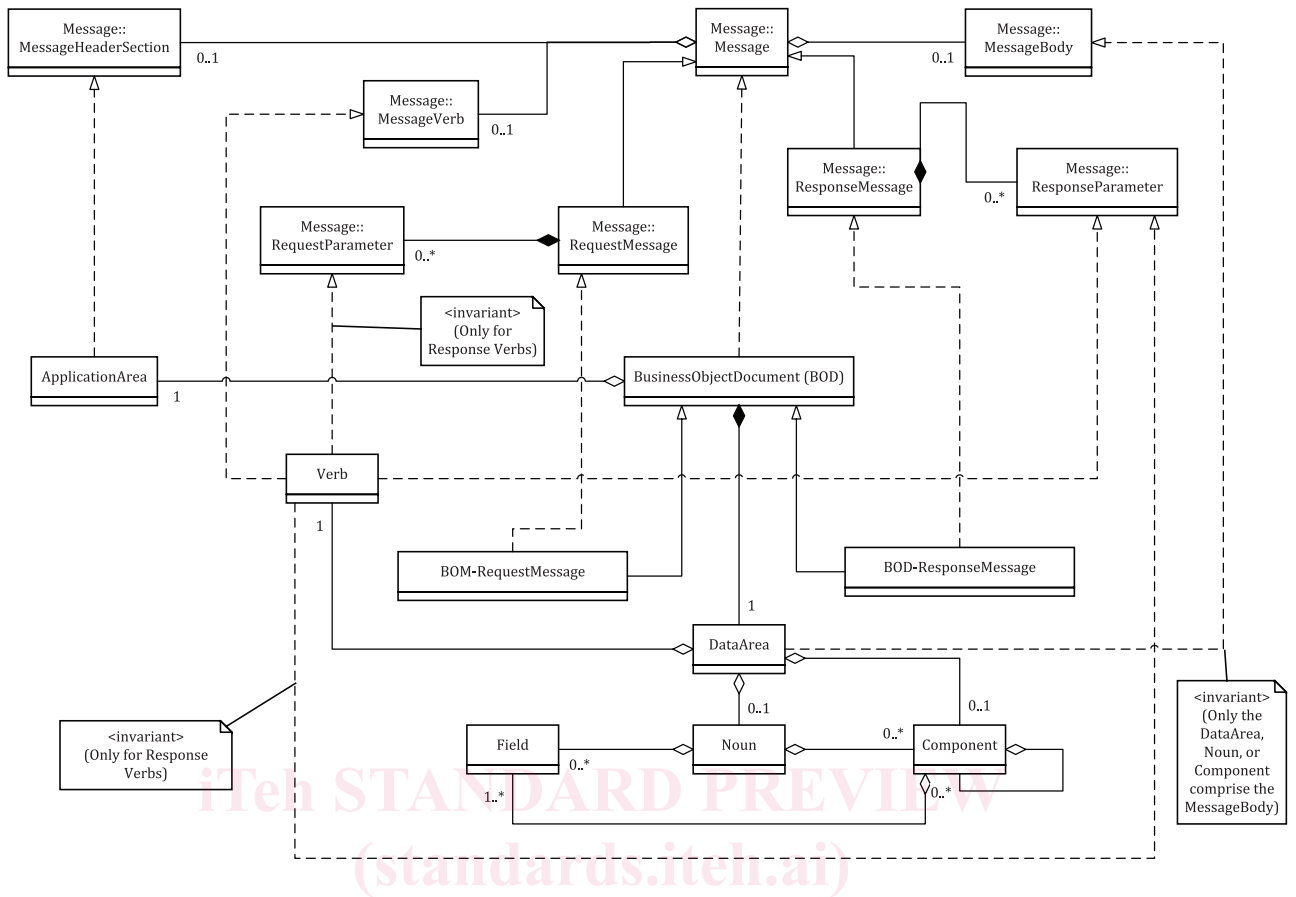 Message::
MessageHeaderSection
0..1
Message::
Message
Message::
MessageBody
0..1
Message::
MessageVerb
0..1
Message::
ResponseMessage
Message::
ResponseParameter
0..*
Message::
RequestParameter
0..*
Message::
RequestMessage
<invariant>
(Only for
Response Verbs)
ApplicationArea
1
BusinessObjectDocument (BOD)
Verb
1
BOM-RequestMessage
BOD-ResponseMessage
1
DataArea
0..1
0..1
<invariant>
(Only the
DataArea,
Noun, or
Component
comprise the
MessageBody)
<invariant>
(Only for Response
Verbs)
Field
0..*
Noun
0..*
Component
1..*
0..*
iTeh STANDARD PREVIEW
(standards.iteh.ai)